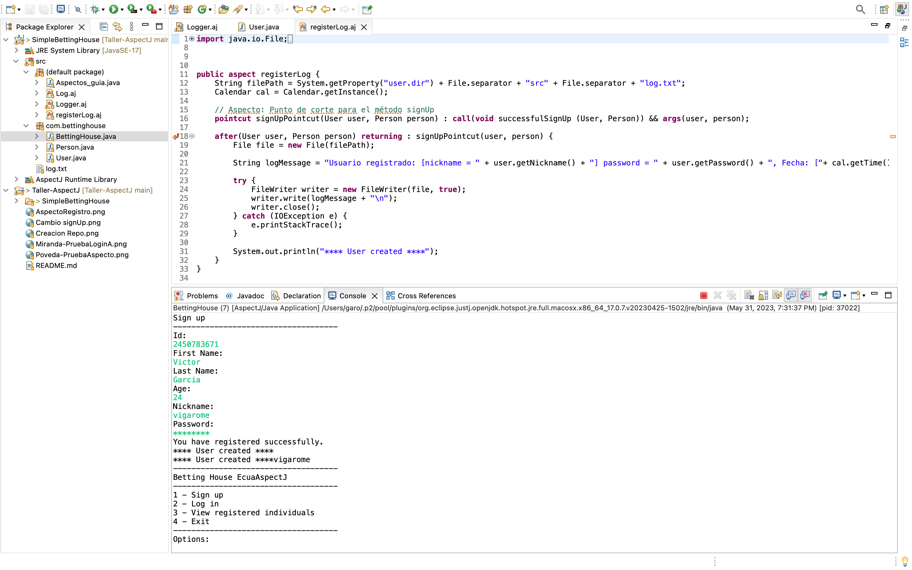 Package Explorer
SimpleBettingHouse [Taller-AspectJ mair
JRE System Library [JavaSE-17]
src
(default package)
Aspectos_guia.java
Log.aj
Logger.aj
registerLog.aj
com.bettinghouse
BettingHouse.java
Person.java
User.java
log.txt
AspectJ Runtime Library
Taller-AspectJ [Taller-AspectJ main]
> SimpleBettingHouse
AspectoRegistro.png
Cambio signUp.png
Creacion Repo.png
Miranda-PruebaLoginA.png
Poveda-PruebaAspecto.png
README.md
Logger.aj User.java registerLog.aj
1 import java.io.File;
8
9
10
11 public aspect registerLog {
12 String filePath = System.getProperty("user.dir") + File.separator + "src" + File.separator + "log.txt";
13 Calendar cal = Calendar.getInstance();
14
15 // Aspecto: Punto de corte para el método signUp
16 pointcut signUpPointcut(User user, Person person) : call(void successfulSignUp (User, Person)) && args(user, person);
17
18 after(User user, Person person) returning : signUpPointcut(user, person) {
19 File file = new File(filePath);
20
21 String logMessage = "Usuario registrado: [nickname = " + user.getNickname() + "] password = " + user.getPassword() + ", Fecha: ["+ cal.getTime()
22
23 try {
24 FileWriter writer = new FileWriter(file, true);
25 writer.write(logMessage + "\n");
26 writer.close();
27 } catch (IOException e) {
28 e.printStackTrace();
29 }
30
31 System.out.println("**** User created ****");
32 }
33 }
34
Problems Javadoc Declaration Console Cross References
BettingHouse (7) [AspectJ/Java Application] /Users/garo/.p2/pool/plugins/org.eclipse.justj.openjdk.hotspot.jre.full.macosx.x86_64_17.0.7.v20230425-1502/jre/bin/java (May 31, 2023, 7:31:37 PM) [pid: 37022]
Sign up
------------------------------------
Id:
2450783671
First Name:
Victor
Last Name:
Garcia
Age:
24
Nickname:
vigarome
Password:
********
You have registered successfully.
**** User created ****
**** User created ****vigarome
------------------------------------
Betting House EcuaAspectJ
------------------------------------
1 - Sign up
2 - Log in
3 - View registered individuals
4 - Exit
------------------------------------
Options: